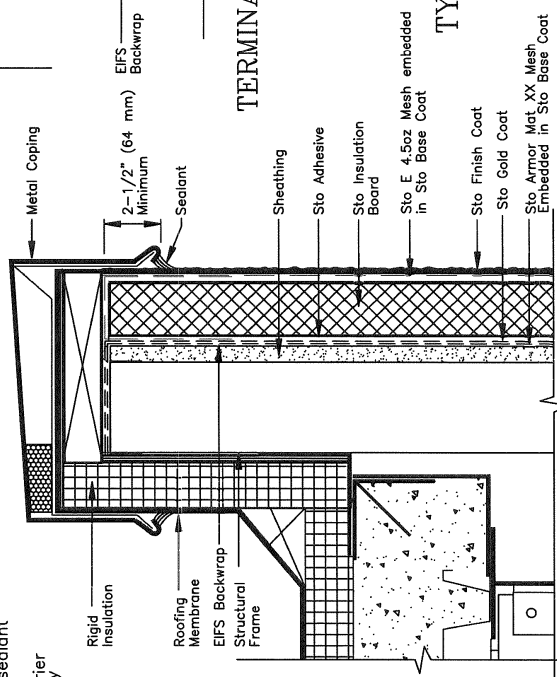 sealant
rier
y
Rigid
Insulation
Roofing
Membrane
EIFS Backwrap
Structural
Frame
Metal Coping
EIFS
Backwrap
2-1/2" (64 mm)
Minimum
Sealant
TERMINA
Sheathing
Sto Adhesive
Sto Insulation
Board
Sto E 4.5oz Mesh embedded
in Sto Base Coat
TY
Sto Finish Coat
Sto Gold Coat
Sto Armor Mat XX Mesh
Embedded in Sto Base Coat